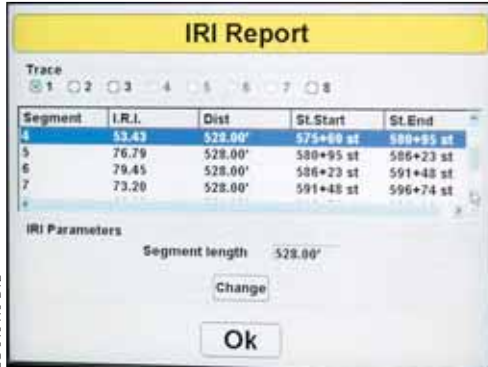 IRI Report
Trace
1 2 3 4 5 6 7 8
Segment I.R.I. Dist St.Start St.End
4 53.43 528.00' 575+60 st 580+95 st
5 76.79 528.00' 580+95 st 586+23 st
6 79.45 528.00' 586+23 st 591+48 st
7 73.20 528.00' 591+48 st 596+74 st
IRI Parameters
Segment length 528.00'
Change
Ok